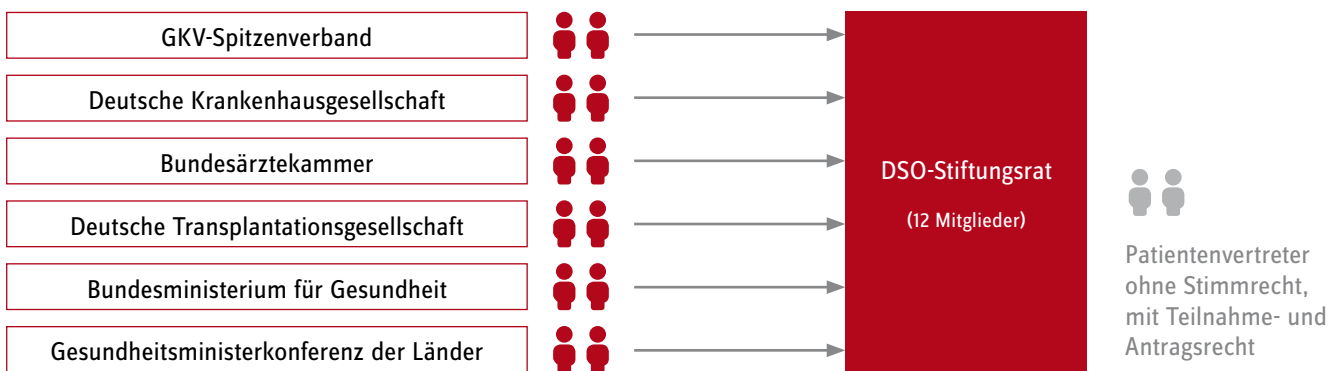 GKV-Spitzenverband
Deutsche Krankenhausgesellschaft
Bundesärztekammer
Deutsche Transplantationsgesellschaft
Bundesministerium für Gesundheit
Gesundheitsministerkonferenz der Länder
DSO-Stiftungsrat
(12 Mitglieder)
Patientenvertreter
ohne Stimmrecht,
mit Teilnahme- und
Antragsrecht